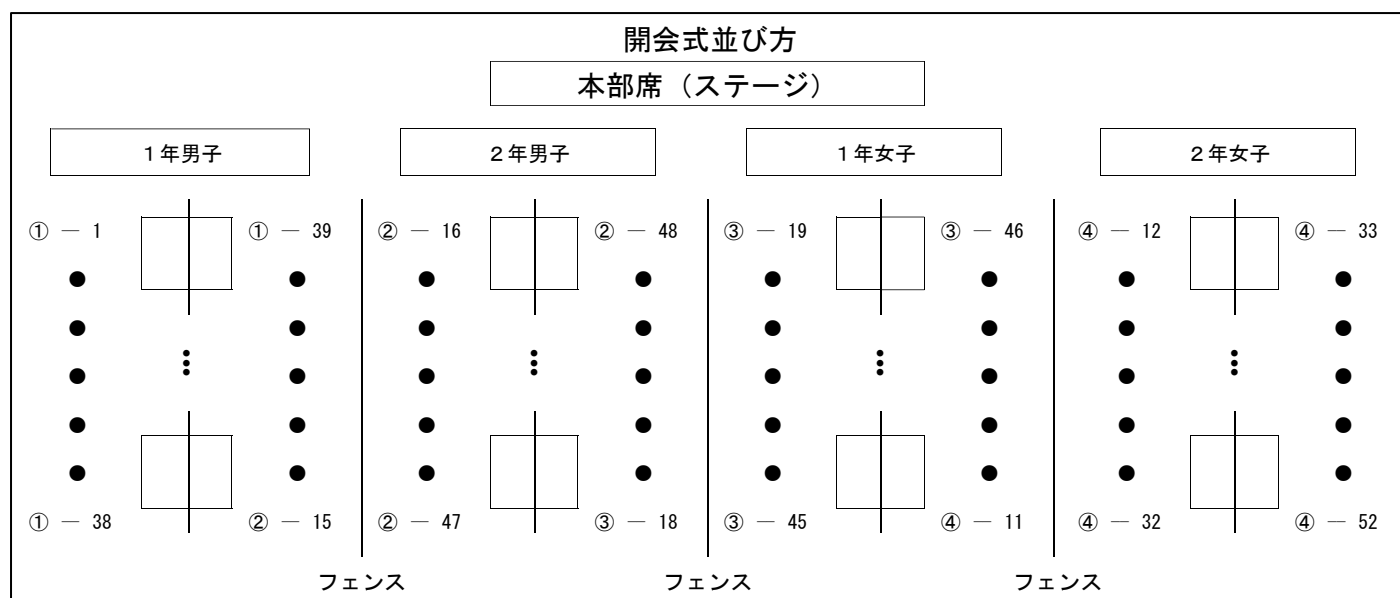 開会式並び方
本部席（ステージ）
１年男子 ２年男子 １年女子 ２年女子
① ― 1 ① ― 39 ② ― 16 ② ― 48 ③ ― 19 ③ ― 46 ④ ― 12 ④ ― 33
① ― 38 ② ― 15 ② ― 47 ③ ― 18 ③ ― 45 ④ ― 11 ④ ― 32 ④ ― 52
フェンス フェンス フェンス